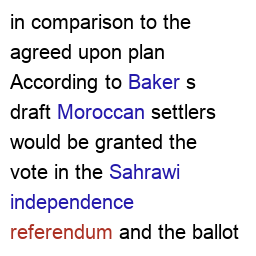 in comparison to the
agreed upon plan
According to Baker s
draft Moroccan settlers
would be granted the
vote in the Sahrawi
independence
referendum and the ballot